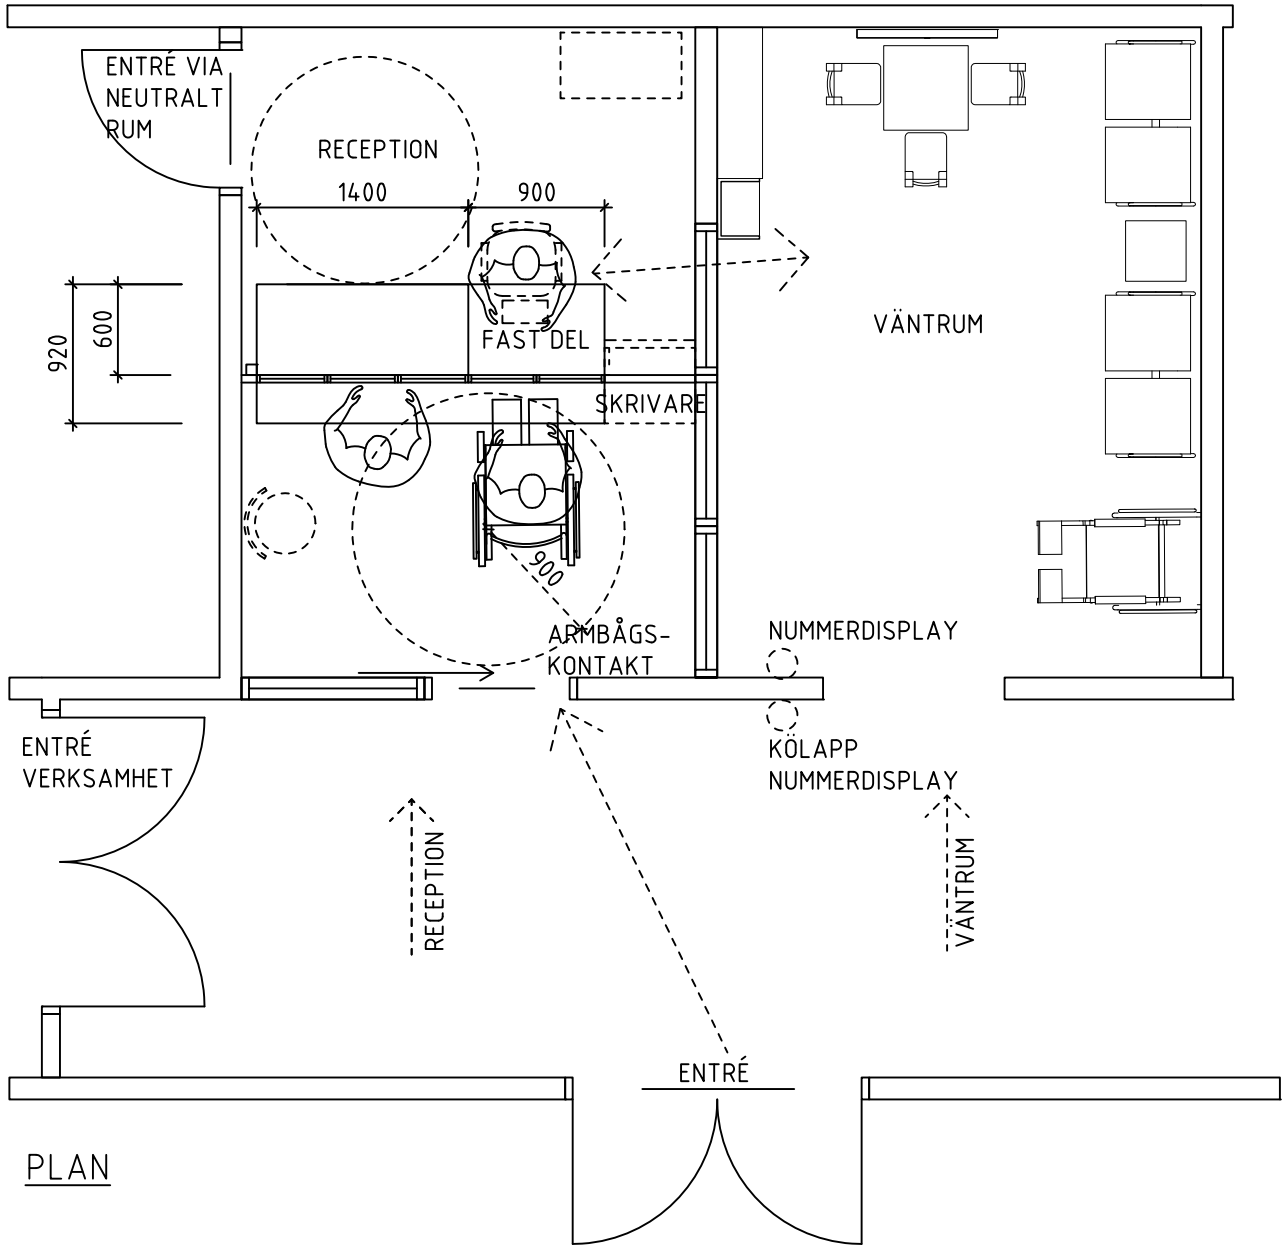 ENTRÉ VIA
NEUTRALT
RUM
RECEPTION
1400
900
920
600
FAST DEL
SKRIVARE
VÄNTRUM
900
ARMBÅGS-
KONTAKT
NUMMERDISPLAY
KÖLAPP
NUMMERDISPLAY
ENTRÉ
VERKSAMHET
RECEPTION
VÄNTRUM
ENTRÉ
PLAN